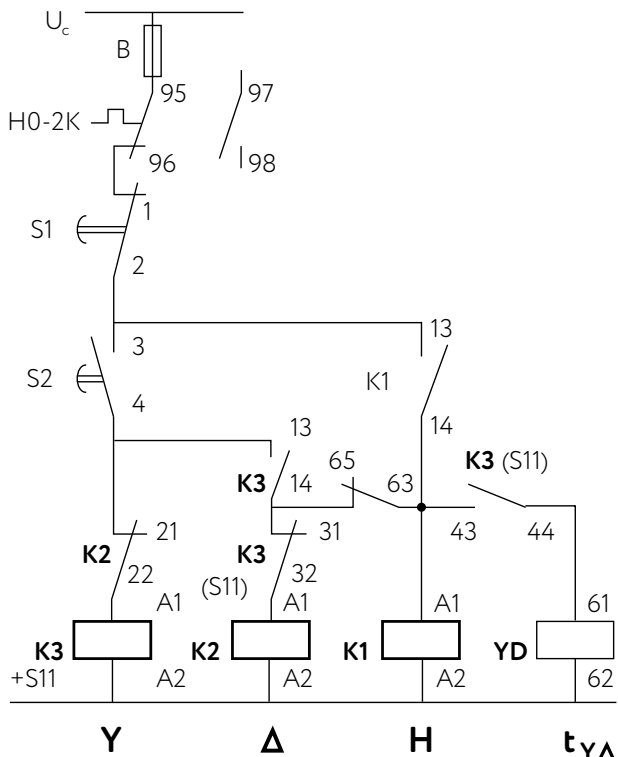 U_c
B
95 97
H0-2K
96 98
1
S1
2
3 13
S2 K1
4 14
13
65 K3 (S11)
K3 14 63
43 44
21 31
K2 K3
22 (S11) 32
A1 A1 A1 61
K3 K2 K1 YD
+S11 A2 A2 A2 62
Y Δ H t_YΔ